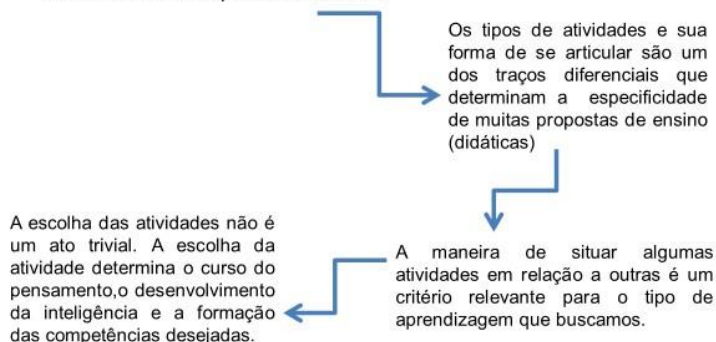 Os tipos de atividades e sua
forma de se articular são um
dos traços diferenciais que
determinam a especificidade
de muitas propostas de ensino
(didáticas)
A maneira de situar algumas
atividades em relação a outras é um
critério relevante para o tipo de
aprendizagem que buscamos.
A escolha das atividades não é
um ato trivial. A escolha da
atividade determina o curso do
pensamento,o desenvolvimento
da inteligência e a formação
das competências desejadas.